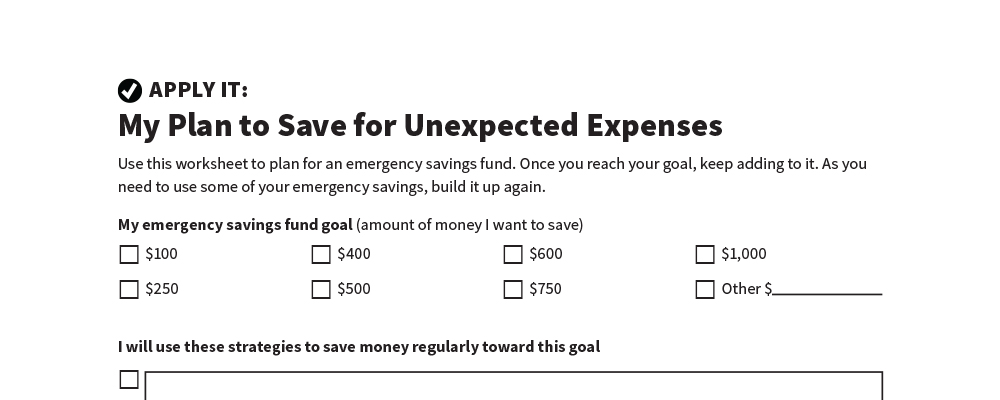 APPLY IT:
My Plan to Save for Unexpected Expenses
Use this worksheet to plan for an emergency savings fund. Once you reach your goal, keep adding to it. As you
need to use some of your emergency savings, build it up again.
My emergency savings fund goal (amount of money I want to save)
$100 $400 $600 $1,000
$250 $500 $750 Other $
I will use these strategies to save money regularly toward this goal